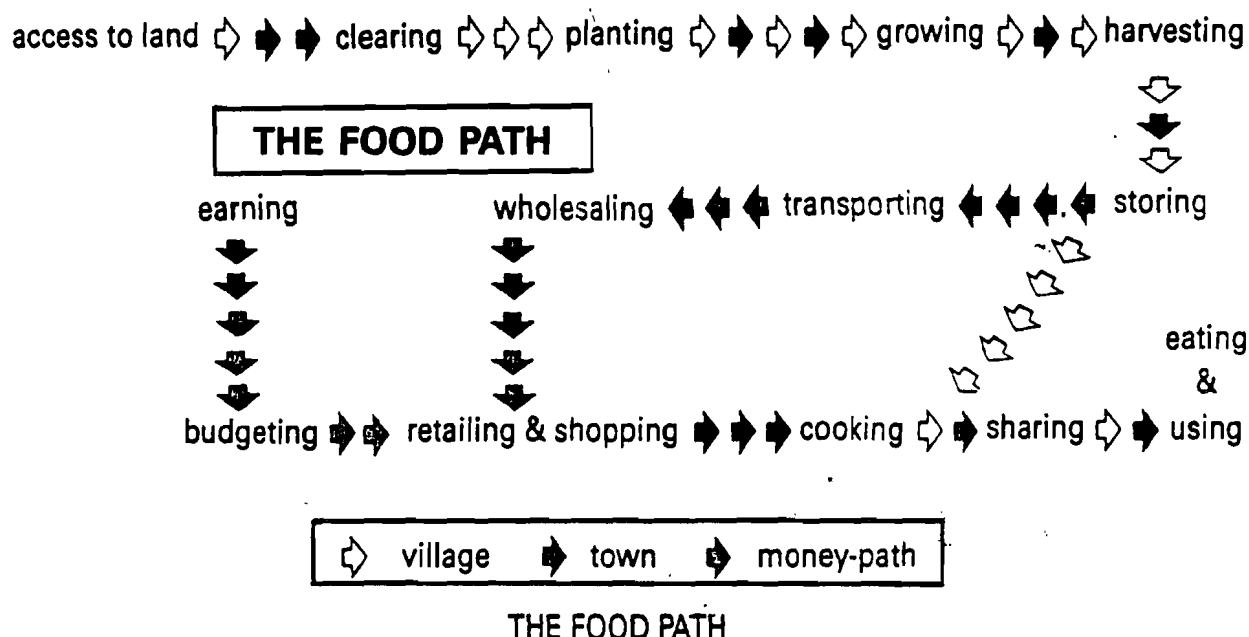 access to land clearing planting growing harvesting
THE FOOD PATH
earning wholesaling transporting storing
eating
&
budgeting retailing & shopping cooking sharing using
village town money-path
THE FOOD PATH